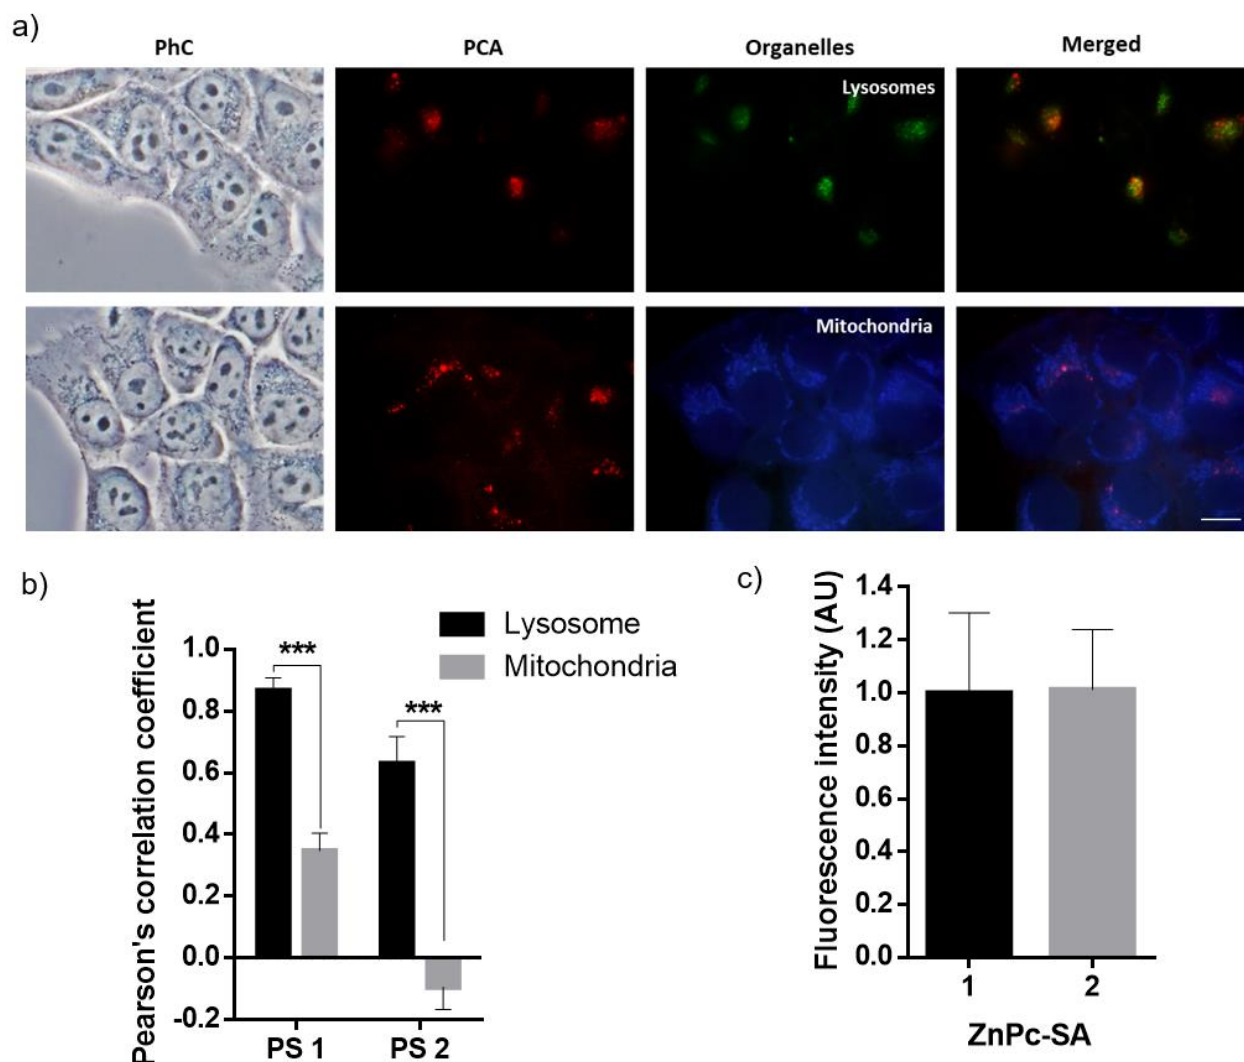 a)
PhC
PCA
Organelles
Merged
Lysosomes
Mitochondria
b)
Pearson's correlation coefficient
1.0
0.8
0.6
0.4
0.2
0.0
-0.2
***
***
Lysosome
Mitochondria
PS 1
PS 2
c)
Fluorescence intensity (AU)
1.4
1.2
1.0
0.8
0.6
0.4
0.2
0.0
1
2
ZnPc-SA